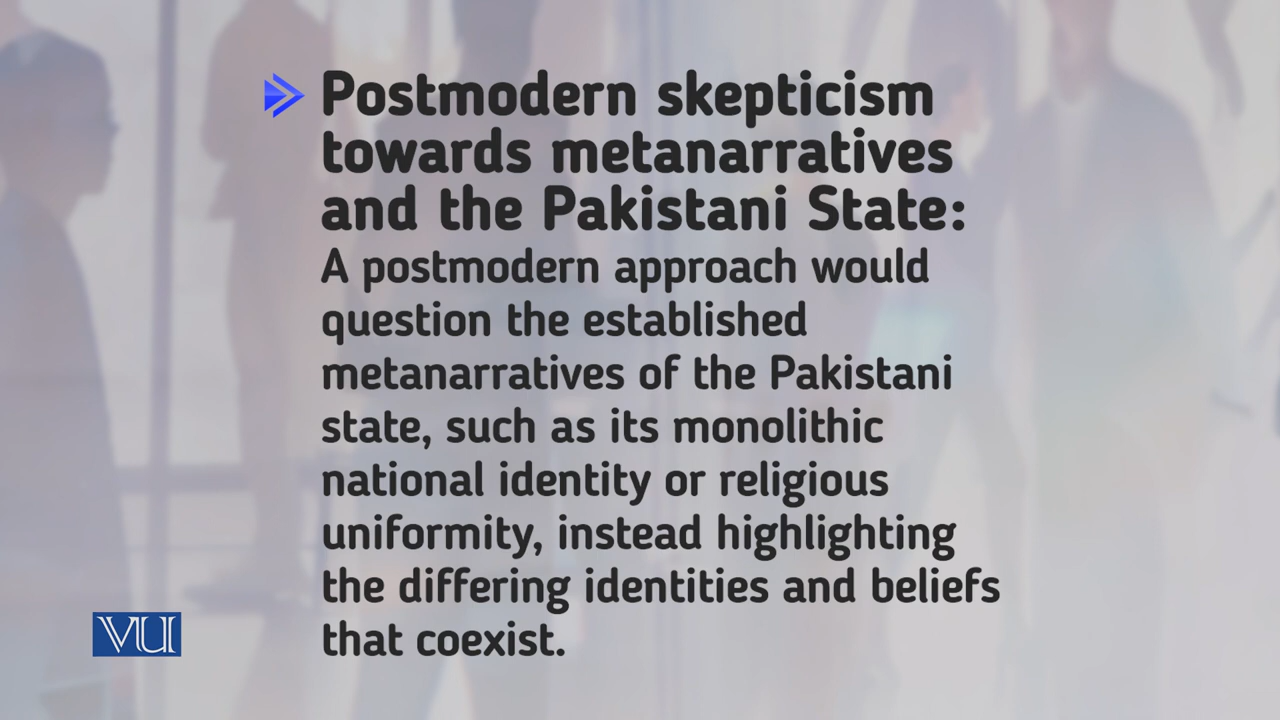 Postmodern skepticism
towards metanarratives
and the Pakistani State:
A postmodern approach would
question the established
metanarratives of the Pakistani
state, such as its monolithic
national identity or religious
uniformity, instead highlighting
the differing identities and beliefs
that coexist.
VU